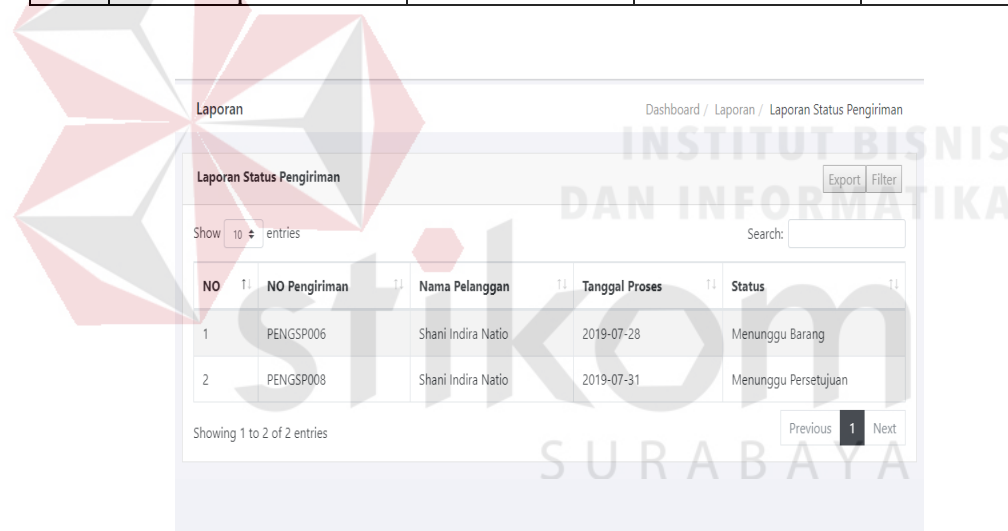 Laporan
Dashboard / Laporan / Laporan Status Pengiriman
INSTITUT BISNIS
Laporan Status Pengiriman
Export Filter
DAN INFORMATIKA
Show 10 entries
Search:
NO NO Pengiriman Nama Pelanggan Tanggal Proses Status
1 PENGSP006 Shani Indira Natio 2019-07-28 Menunggu Barang
2 PENGSP008 Shani Indira Natio 2019-07-31 Menunggu Persetujuan
stikom
Showing 1 to 2 of 2 entries
Previous 1 Next
SURABAYA